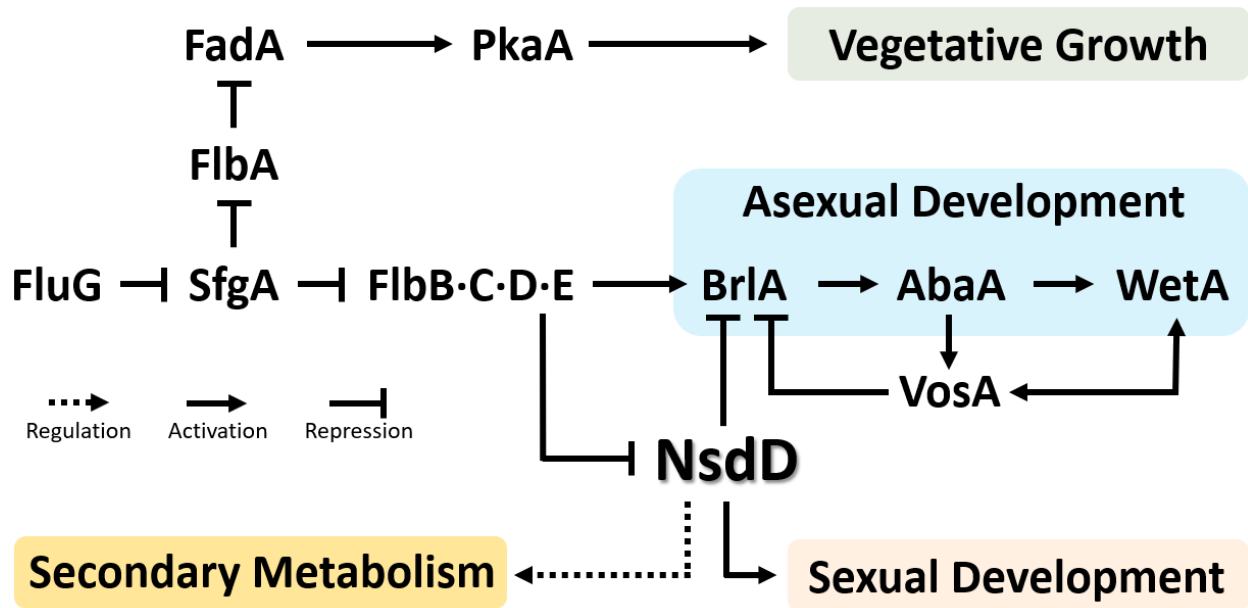 FadA
PkaA
Vegetative Growth
FlbA
Asexual Development
FluG
SfgA
FlbB·C·D·E
BrlA
AbaA
WetA
VosA
Regulation
Activation
Repression
NsdD
Secondary Metabolism
Sexual Development